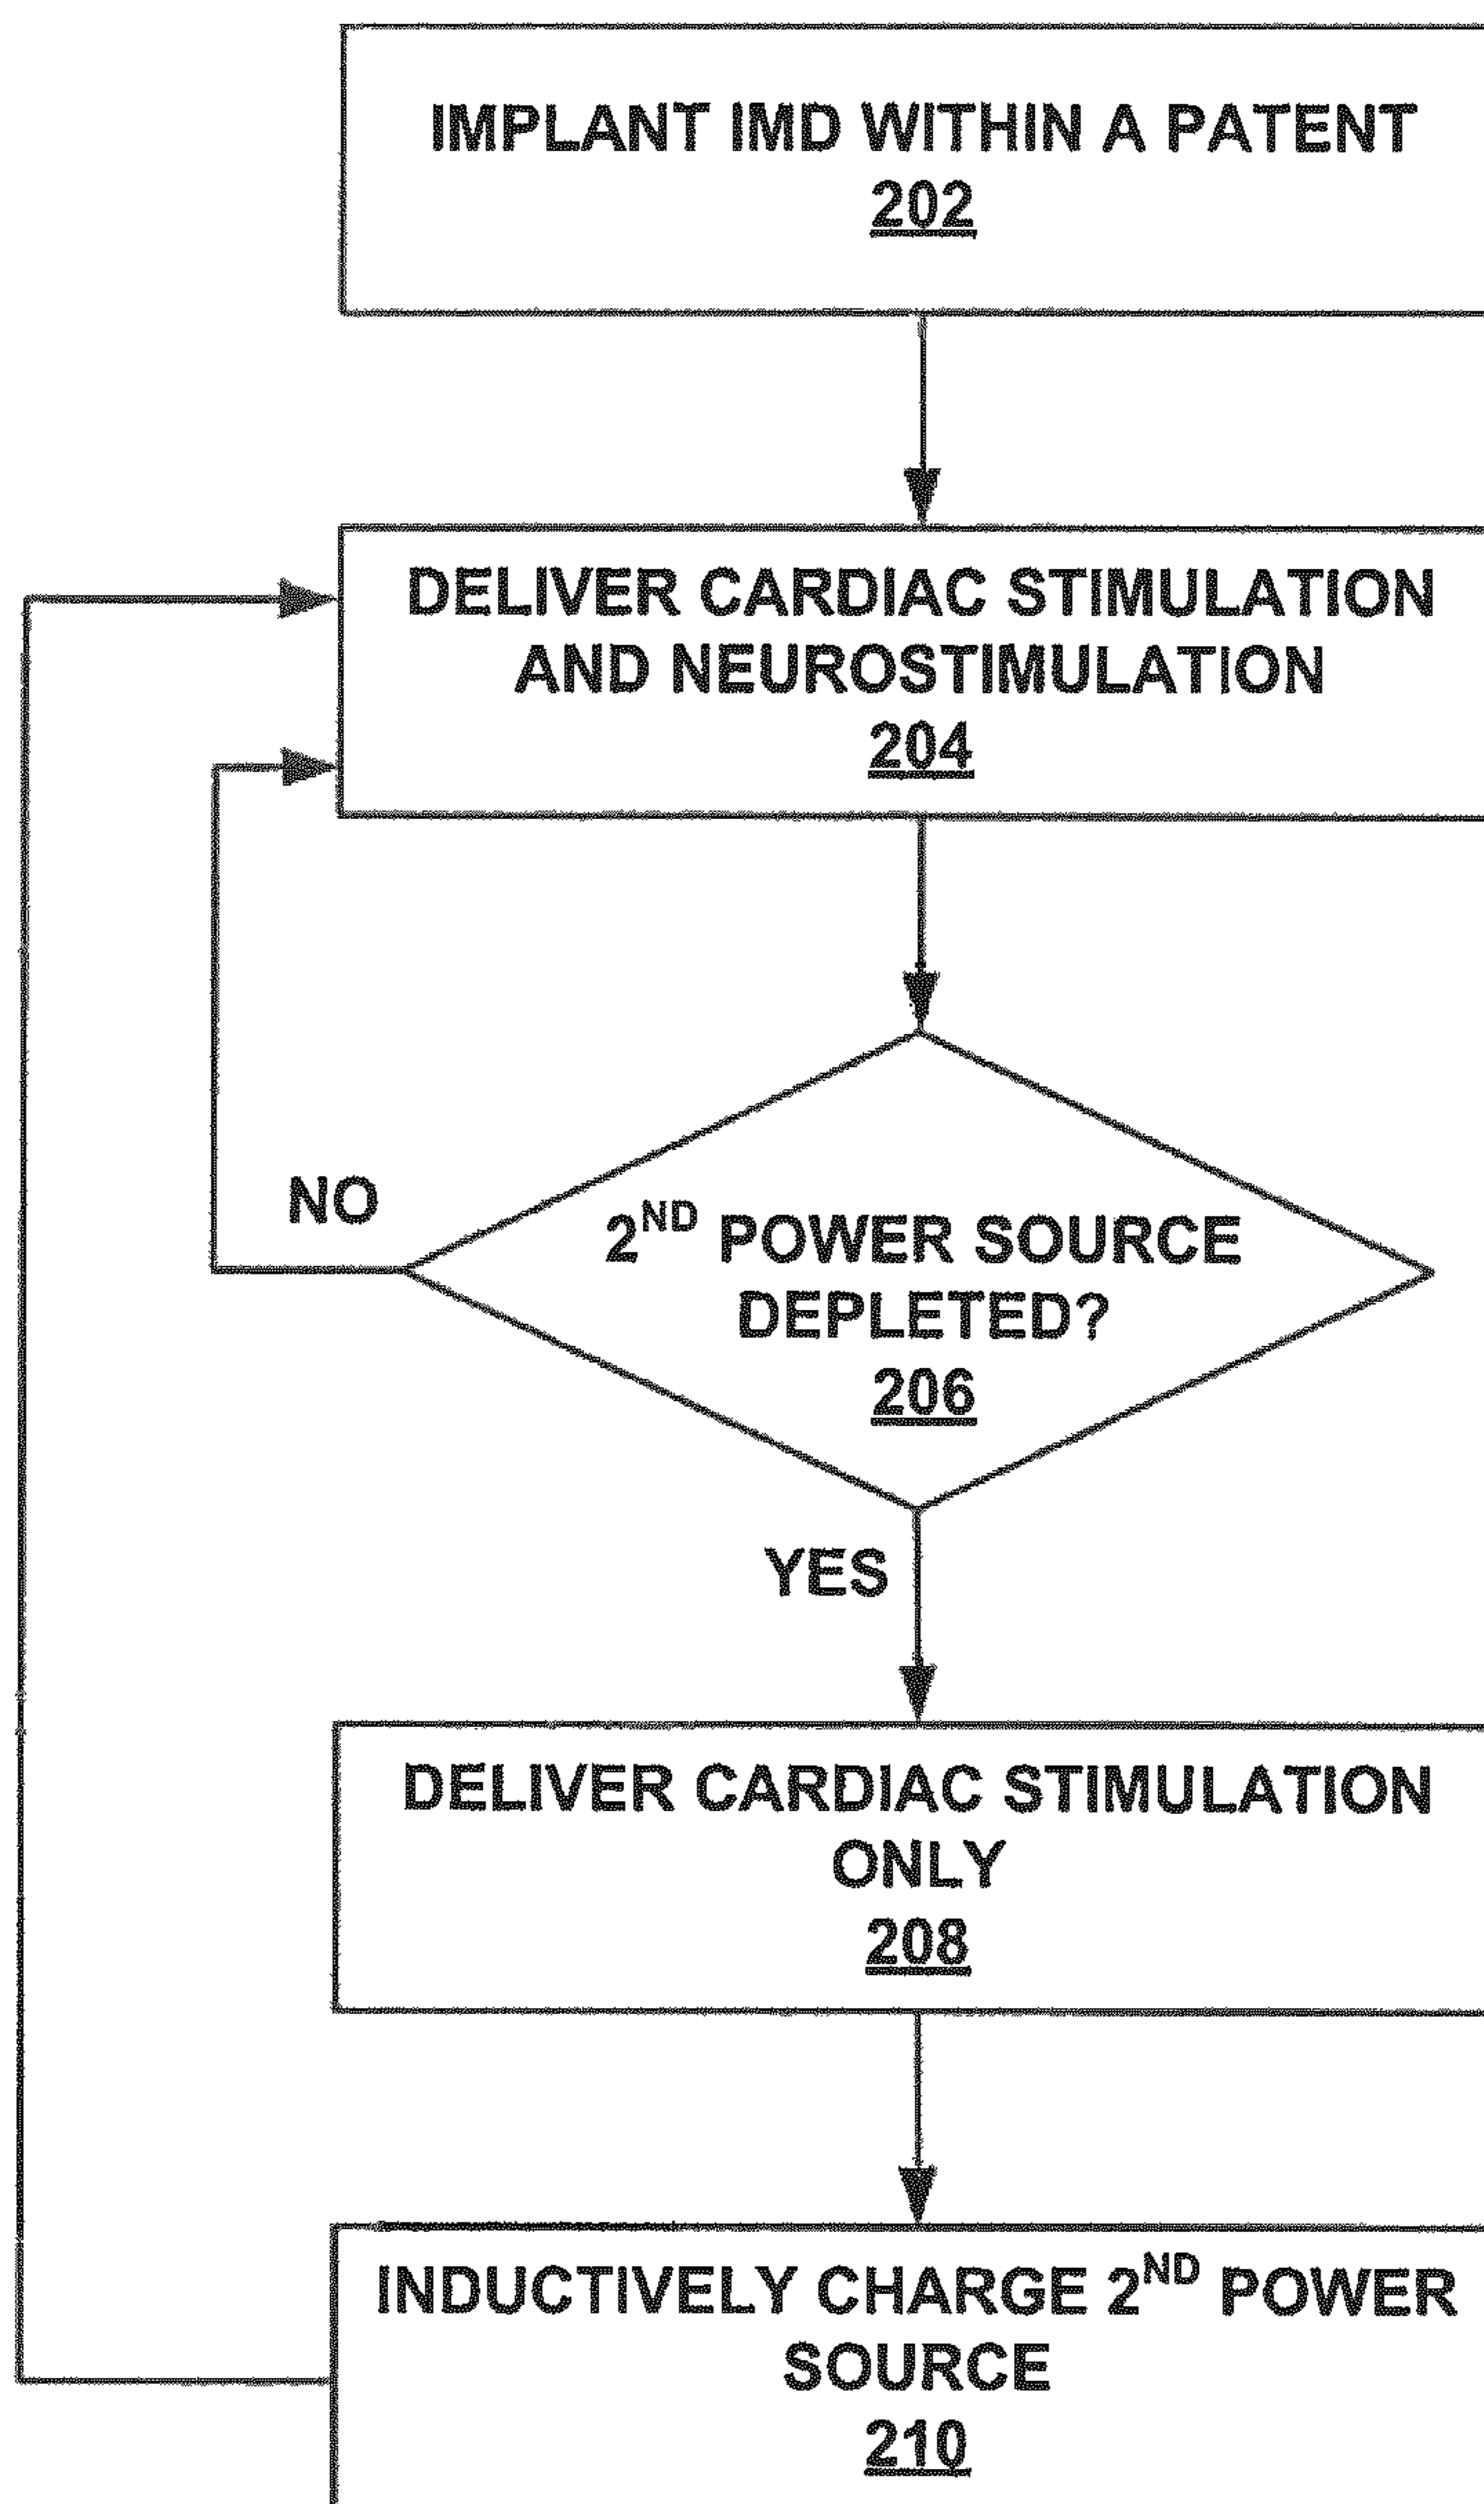 IMPLANT IMD WITHIN A PATENT
202
DELIVER CARDIAC STIMULATION
AND NEUROSTIMULATION
204
NO
2ND POWER SOURCE
DEPLETED?
206
YES
DELIVER CARDIAC STIMULATION
ONLY
208
INDUCTIVELY CHARGE 2ND POWER
SOURCE
210